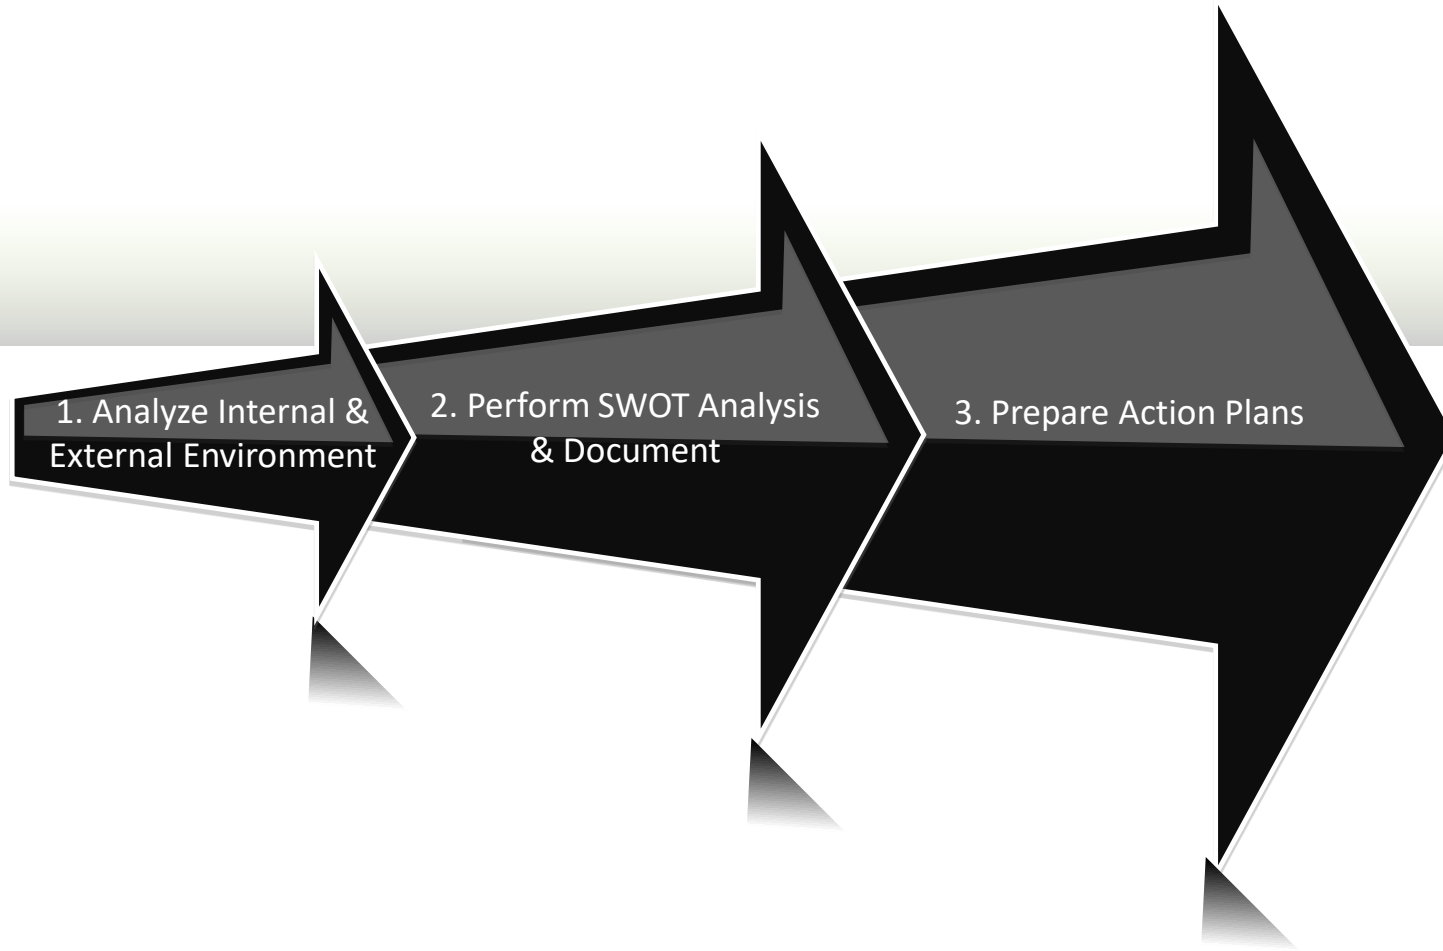 1. Analyze Internal &
External Environment
2. Perform SWOT Analysis
& Document
3. Prepare Action Plans